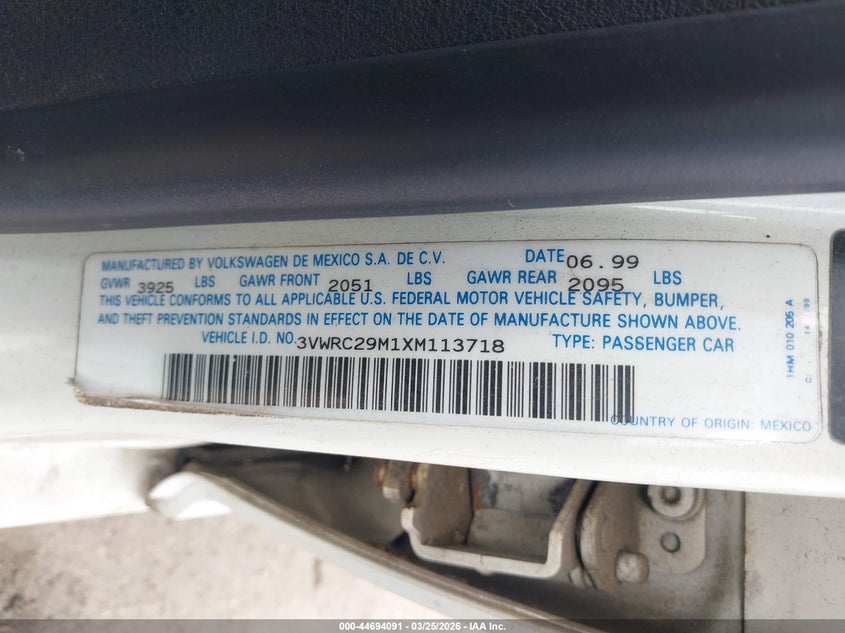 MANUFACTURED BY VOLKSWAGEN DE MEXICO S.A. DE C.V. DATE 06.99
GVWR 3925 LBS GAWR FRONT 2051 LBS GAWR REAR 2095 LBS
THIS VEHICLE CONFORMS TO ALL APPLICABLE U.S. FEDERAL MOTOR VEHICLE SAFETY, BUMPER,
AND THEFT PREVENTION STANDARDS IN EFFECT ON THE DATE OF MANUFACTURE SHOWN ABOVE.
VEHICLE I.D. NO. 3VWRC29M1XM113718 TYPE: PASSENGER CAR
COUNTRY OF ORIGIN: MEXICO
1HM 010 205 A
000-44694091 - 03/25/2026 - IAA Inc.